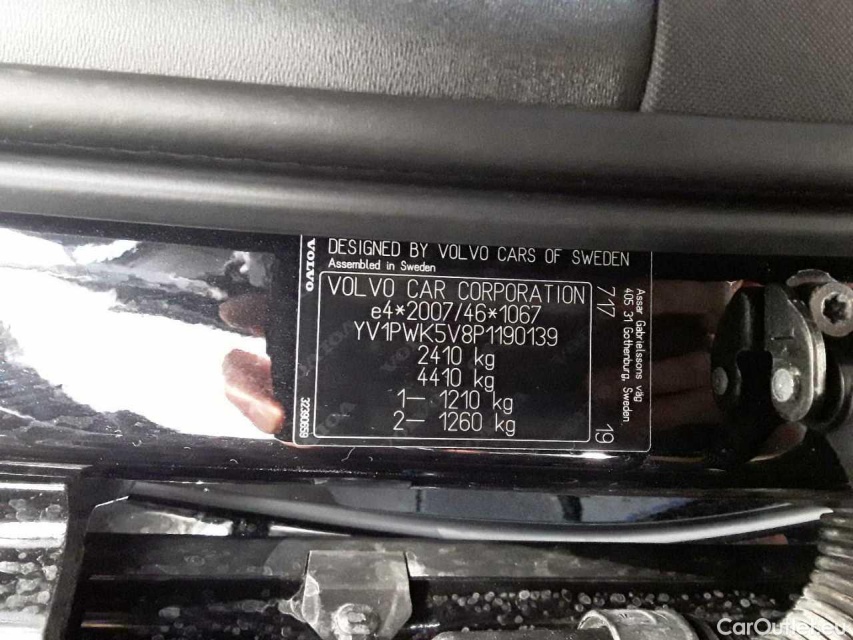 VOLVO
DESIGNED BY VOLVO CARS OF SWEDEN
Assembled in Sweden
VOLVO CAR CORPORATION
e4*2007/46*1067
YV1PWK5V8P1190139
2410 kg
4410 kg
1— 1210 kg
2— 1260 kg
717
19
Assar Gabrielssons väg
405 31 Gothenburg, Sweden
32390659
CarOutlet.eu